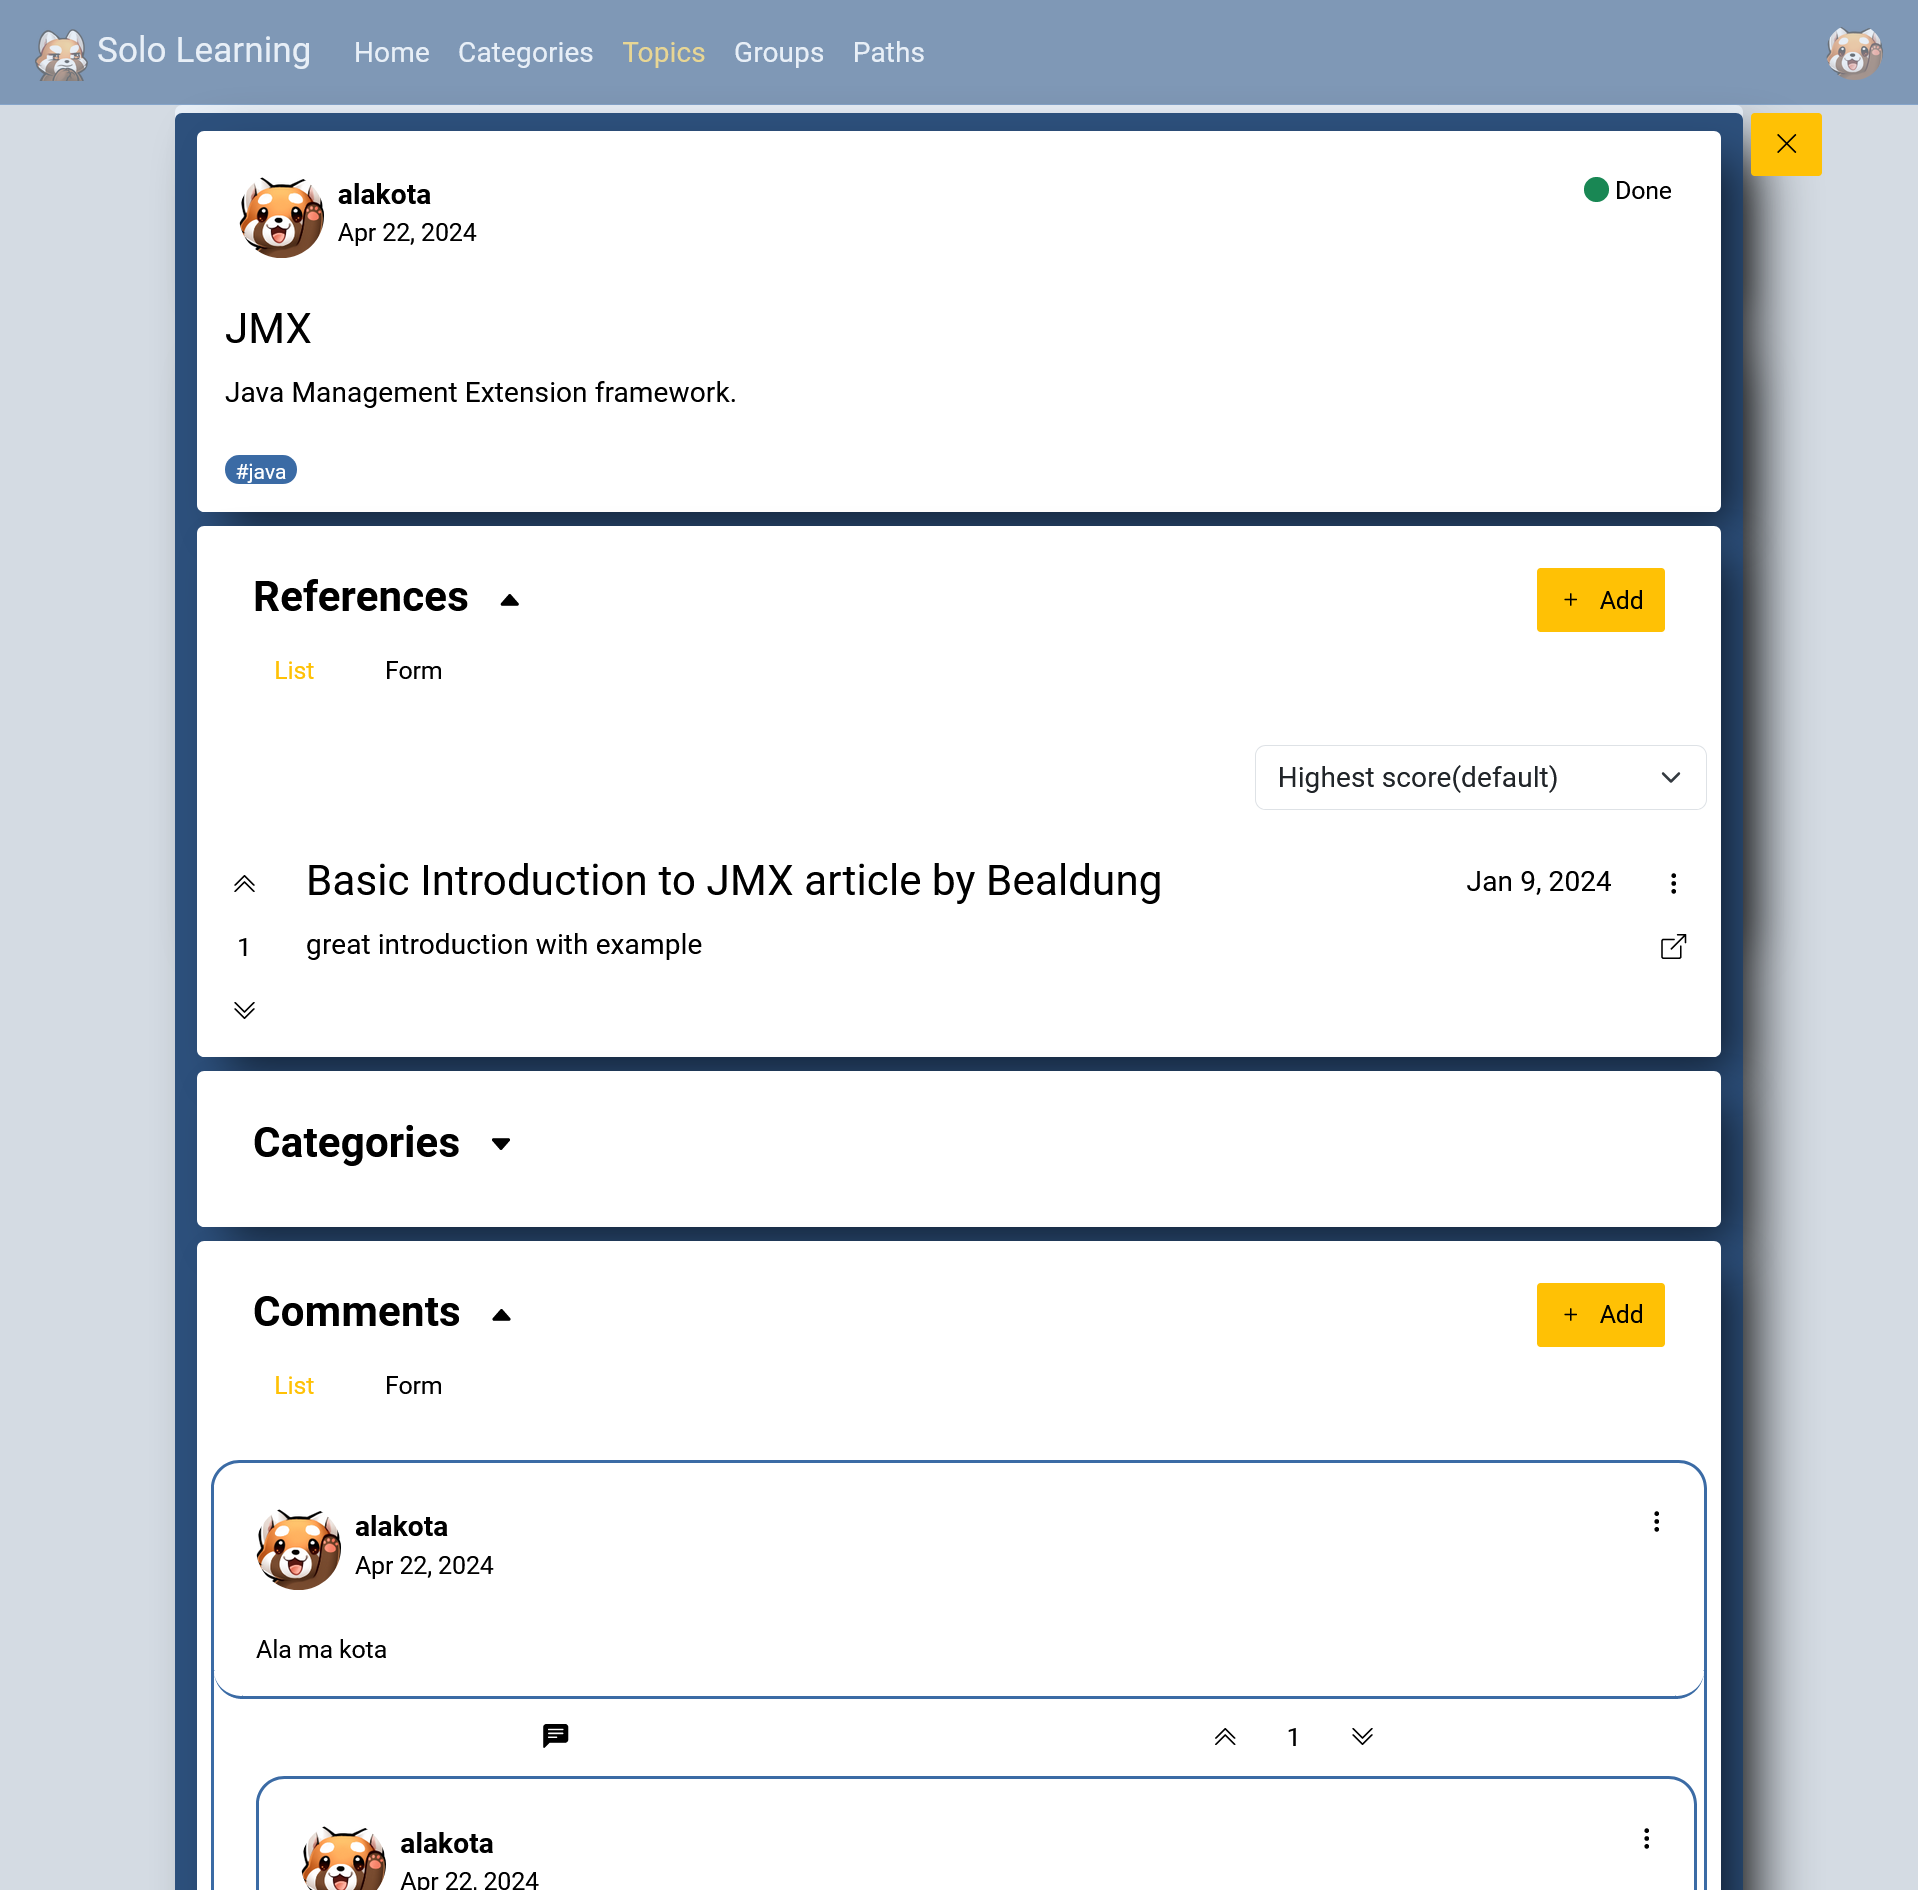 Solo Learning Home Categories Topics Groups Paths
alakota
Apr 22, 2024
Done
JMX
Java Management Extension framework.
#java
References
+ Add
List Form
Highest score(default)
Basic Introduction to JMX article by Bealdung
Jan 9, 2024
1
great introduction with example
Categories
Comments
+ Add
List Form
alakota
Apr 22, 2024
Ala ma kota
1
alakota
Apr 22, 2024